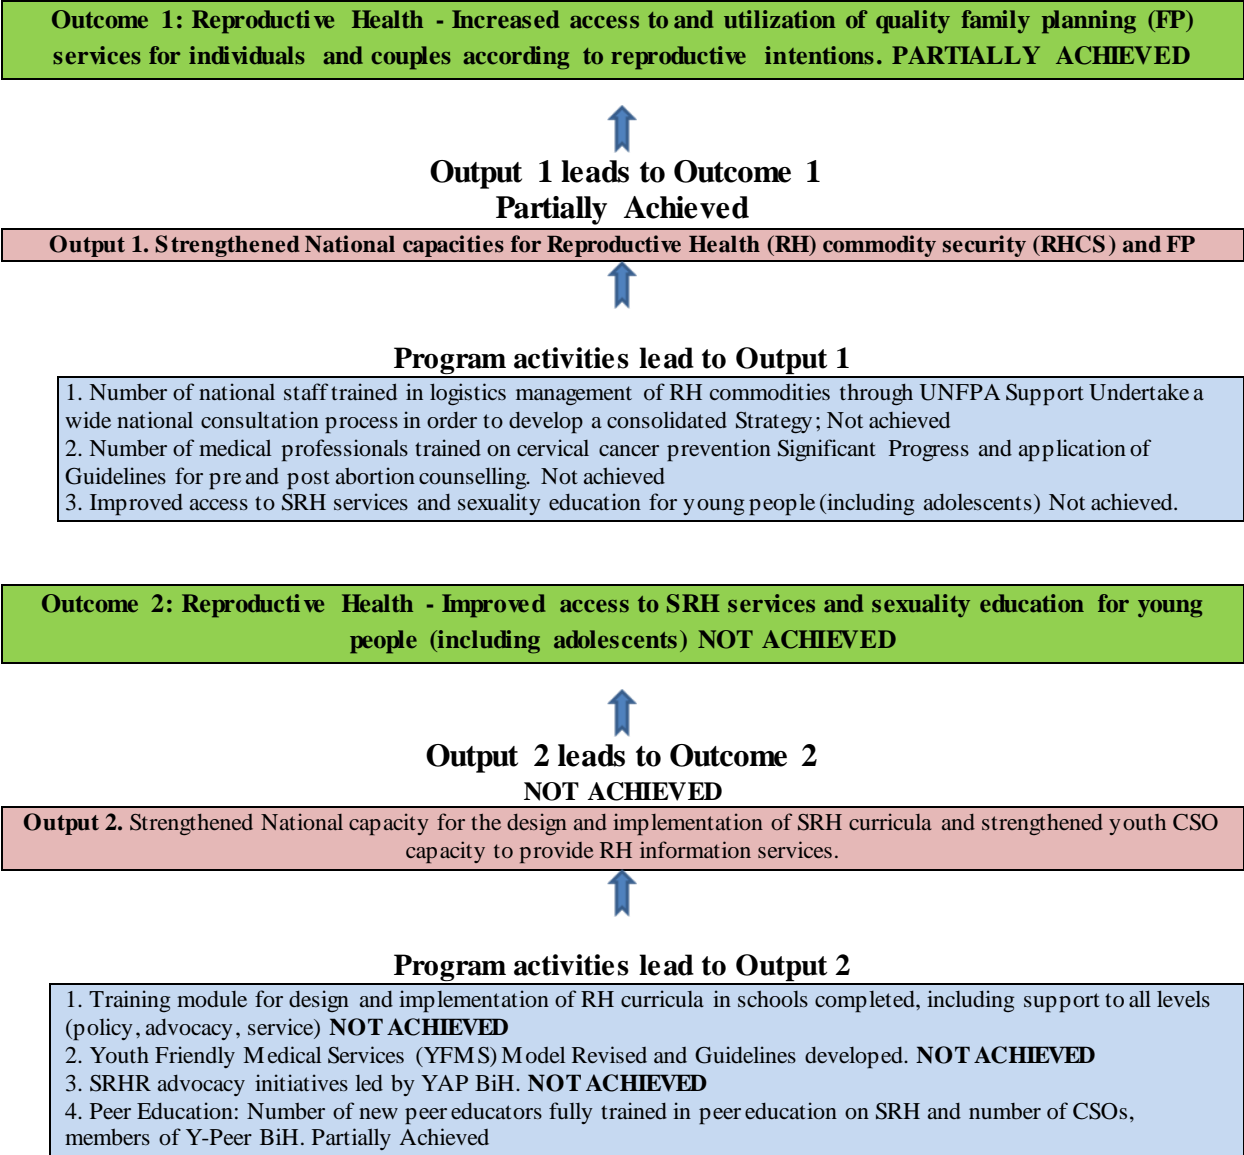 Outcome 1: Reproductive Health - Increased access to and utilization of quality family planning (FP)
services for individuals and couples according to reproductive intentions. PARTIALLY ACHIEVED
Output 1 leads to Outcome 1
Partially Achieved
Output 1. Strengthened National capacities for Reproductive Health (RH) commodity security (RHCS) and FP
Program activities lead to Output 1
1. Number of national staff trained in logistics management of RH commodities through UNFPA Support Undertake a
wide national consultation process in order to develop a consolidated Strategy; Not achieved
2. Number of medical professionals trained on cervical cancer prevention Significant Progress and application of
Guidelines for pre and post abortion counselling. Not achieved
3. Improved access to SRH services and sexuality education for young people (including adolescents) Not achieved.
Outcome 2: Reproductive Health - Improved access to SRH services and sexuality education for young
people (including adolescents) NOT ACHIEVED
Output 2 leads to Outcome 2
NOT ACHIEVED
Output 2. Strengthened National capacity for the design and implementation of SRH curricula and strengthened youth CSO
capacity to provide RH information services.
Program activities lead to Output 2
1. Training module for design and implementation of RH curricula in schools completed, including support to all levels
(policy, advocacy, service) NOT ACHIEVED
2. Youth Friendly Medical Services (YFMS) Model Revised and Guidelines developed. NOT ACHIEVED
3. SRHR advocacy initiatives led by YAP BiH. NOT ACHIEVED
4. Peer Education: Number of new peer educators fully trained in peer education on SRH and number of CSOs,
members of Y-Peer BiH. Partially Achieved